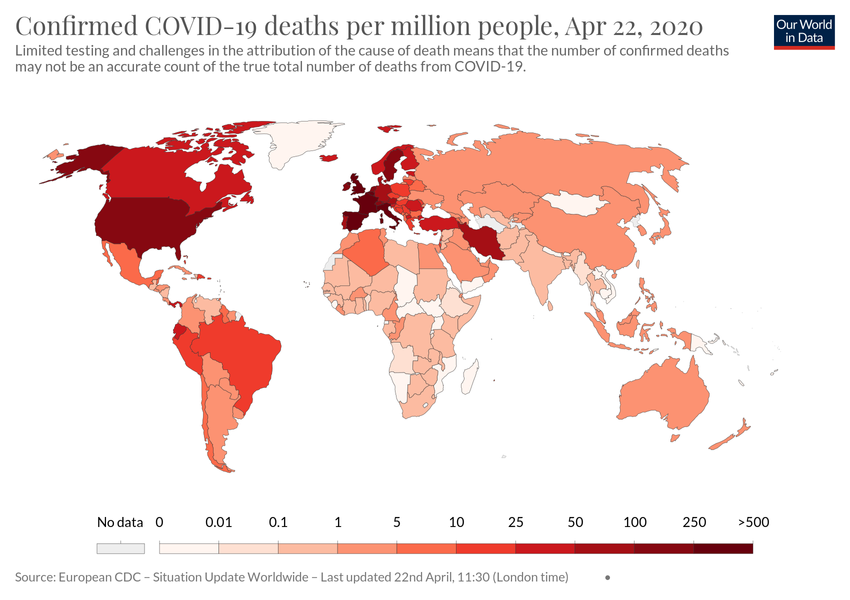 Confirmed COVID-19 deaths per million people, Apr 22, 2020
Our World
in Data
Limited testing and challenges in the attribution of the cause of death means that the number of confirmed deaths
may not be an accurate count of the true total number of deaths from COVID-19.
No data 0 0.01 0.1 1 5 10 25 50 100 250 >500
Source: European CDC – Situation Update Worldwide – Last updated 22nd April, 11:30 (London time) •